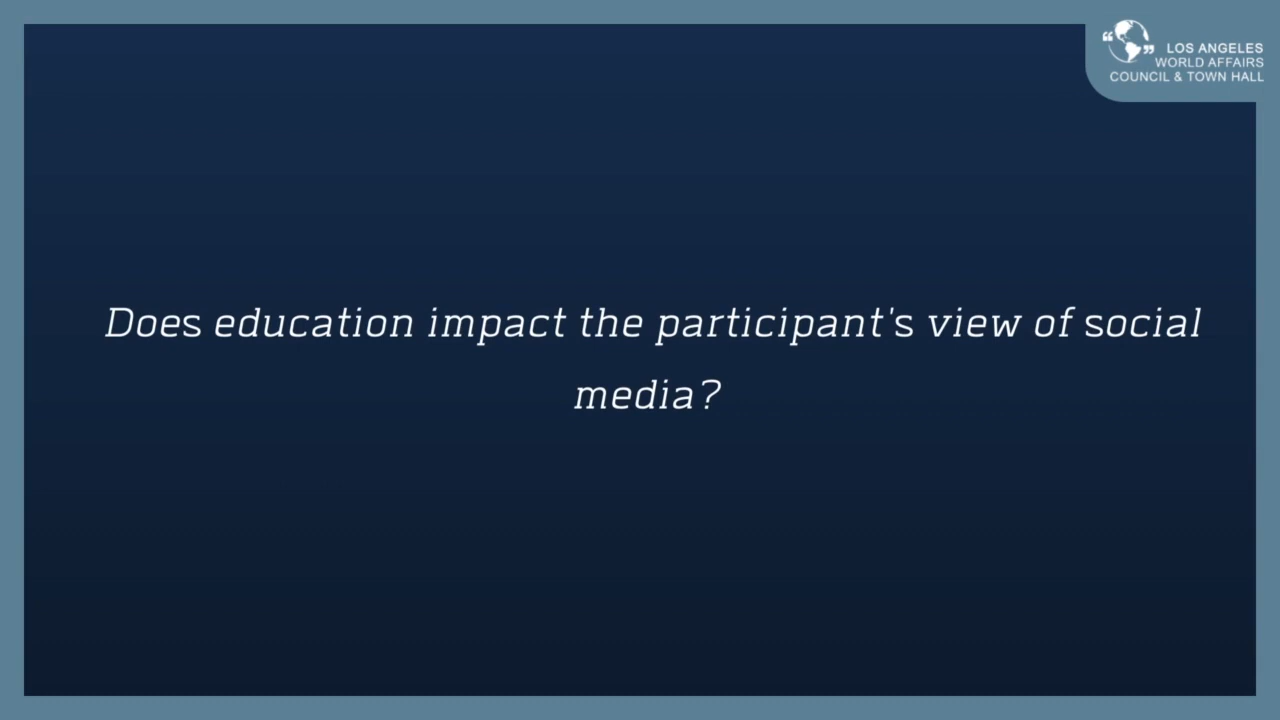 LOS ANGELES
WORLD AFFAIRS
COUNCIL & TOWN HALL
Does education impact the participant's view of social
media?